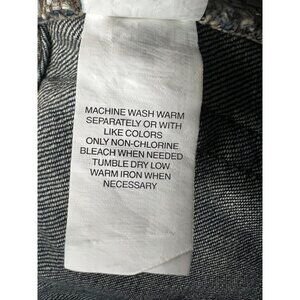 MACHINE WASH WARM
SEPARATELY OR WITH
LIKE COLORS
ONLY NON-CHLORINE
BLEACH WHEN NEEDED
TUMBLE DRY LOW
WARM IRON WHEN
NECESSARY